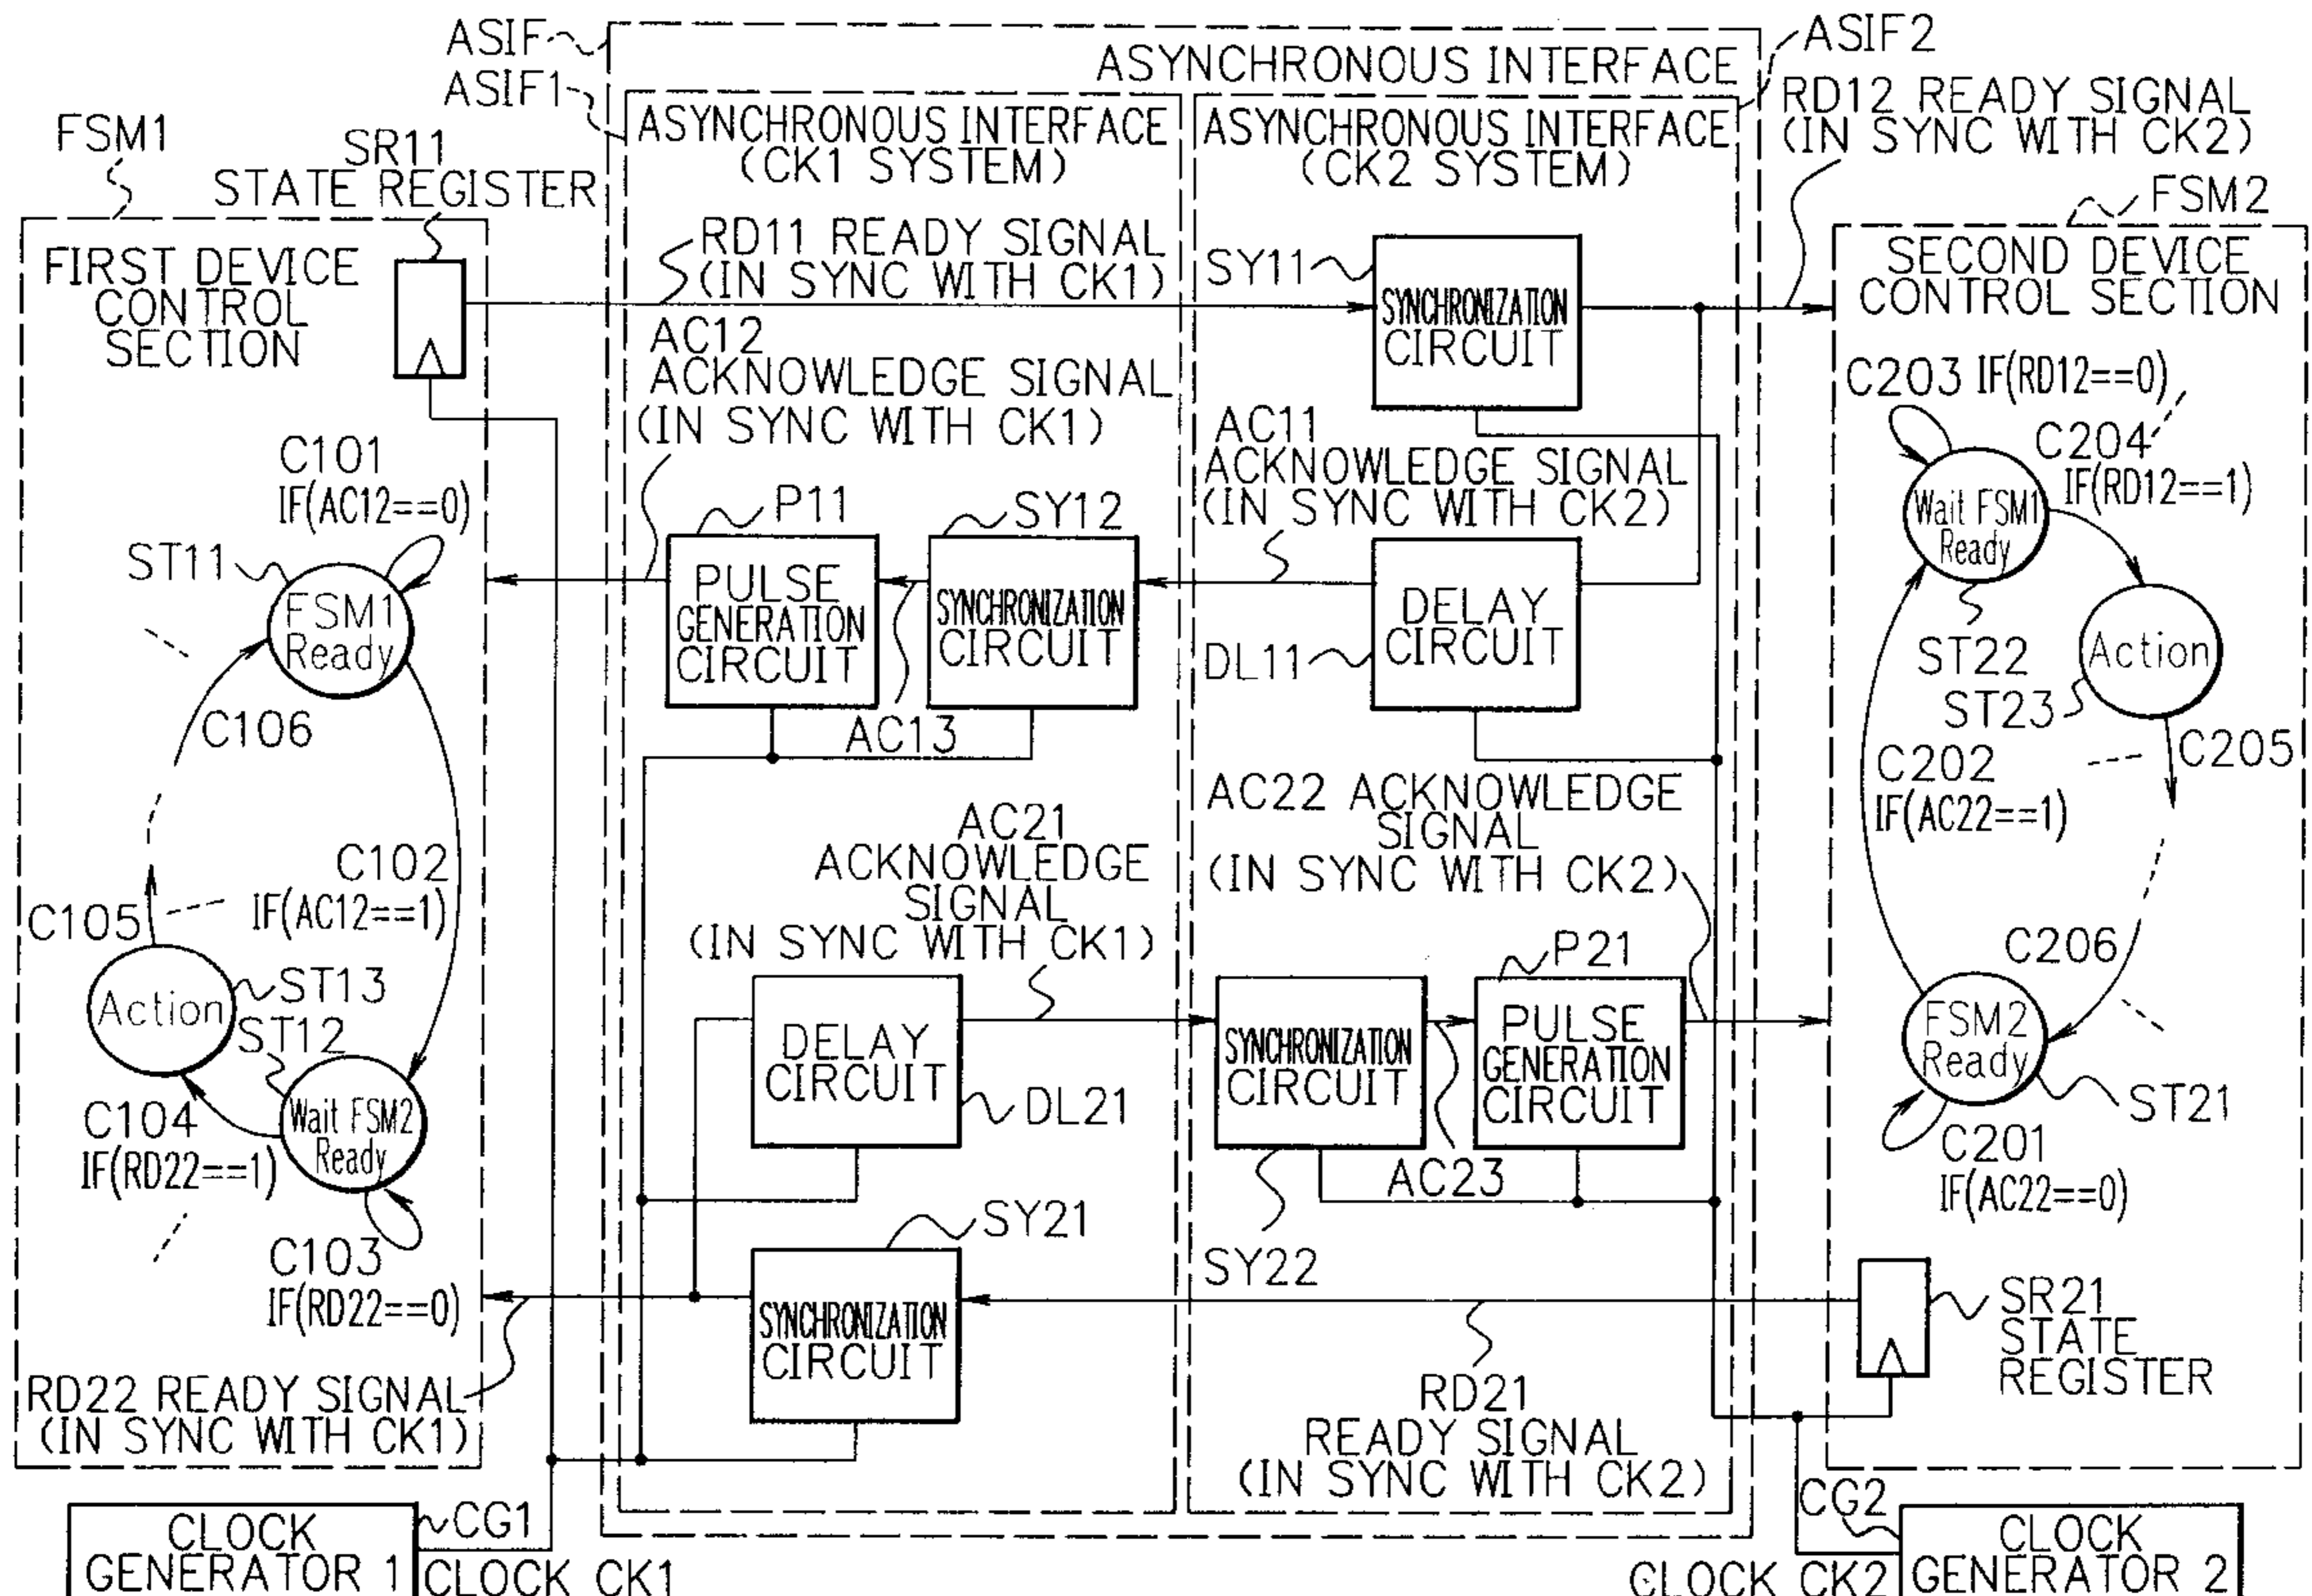 ASIF
ASIF1
ASIF2
ASYNCHRONOUS INTERFACE
RD12 READY SIGNAL
(IN SYNC WITH CK2)
FSM1
SR11
STATE REGISTER
ASYNCHRONOUS INTERFACE
(CK1 SYSTEM)
ASYNCHRONOUS INTERFACE
(CK2 SYSTEM)
FSM2
FIRST DEVICE
CONTROL
SECTION
RD11 READY SIGNAL
(IN SYNC WITH CK1)
SY11
SYNCHRONIZATION
CIRCUIT
SECOND DEVICE
CONTROL SECTION
AC12
ACKNOWLEDGE SIGNAL
(IN SYNC WITH CK1)
AC11
ACKNOWLEDGE SIGNAL
(IN SYNC WITH CK2)
C203 IF(RD12==0)
C204
IF(RD12==1)
Wait FSM1
Ready
ST22
ST23
Action
C205
C101
IF(AC12==0)
ST11
FSM1
Ready
C106
P11
PULSE
GENERATION
CIRCUIT
SY12
SYNCHRONIZATION
CIRCUIT
AC13
DELAY
CIRCUIT
DL11
C202
IF(AC22==1)
AC22 ACKNOWLEDGE
SIGNAL
(IN SYNC WITH CK2)
AC21
ACKNOWLEDGE
SIGNAL
(IN SYNC WITH CK1)
C102
IF(AC12==1)
C105
Action
ST13
ST12
Wait FSM2
Ready
C104
IF(RD22==1)
C103
IF(RD22==0)
DELAY
CIRCUIT
DL21
P21
SYNCHRONIZATION
CIRCUIT
PULSE
GENERATION
CIRCUIT
AC23
SY22
C206
FSM2
Ready
ST21
C201
IF(AC22==0)
SY21
SYNCHRONIZATION
CIRCUIT
SR21
STATE
REGISTER
RD22 READY SIGNAL
(IN SYNC WITH CK1)
RD21
READY SIGNAL
(IN SYNC WITH CK2)
CLOCK
GENERATOR 1
CG1
CLOCK CK1
CG2
CLOCK CK2
CLOCK
GENERATOR 2